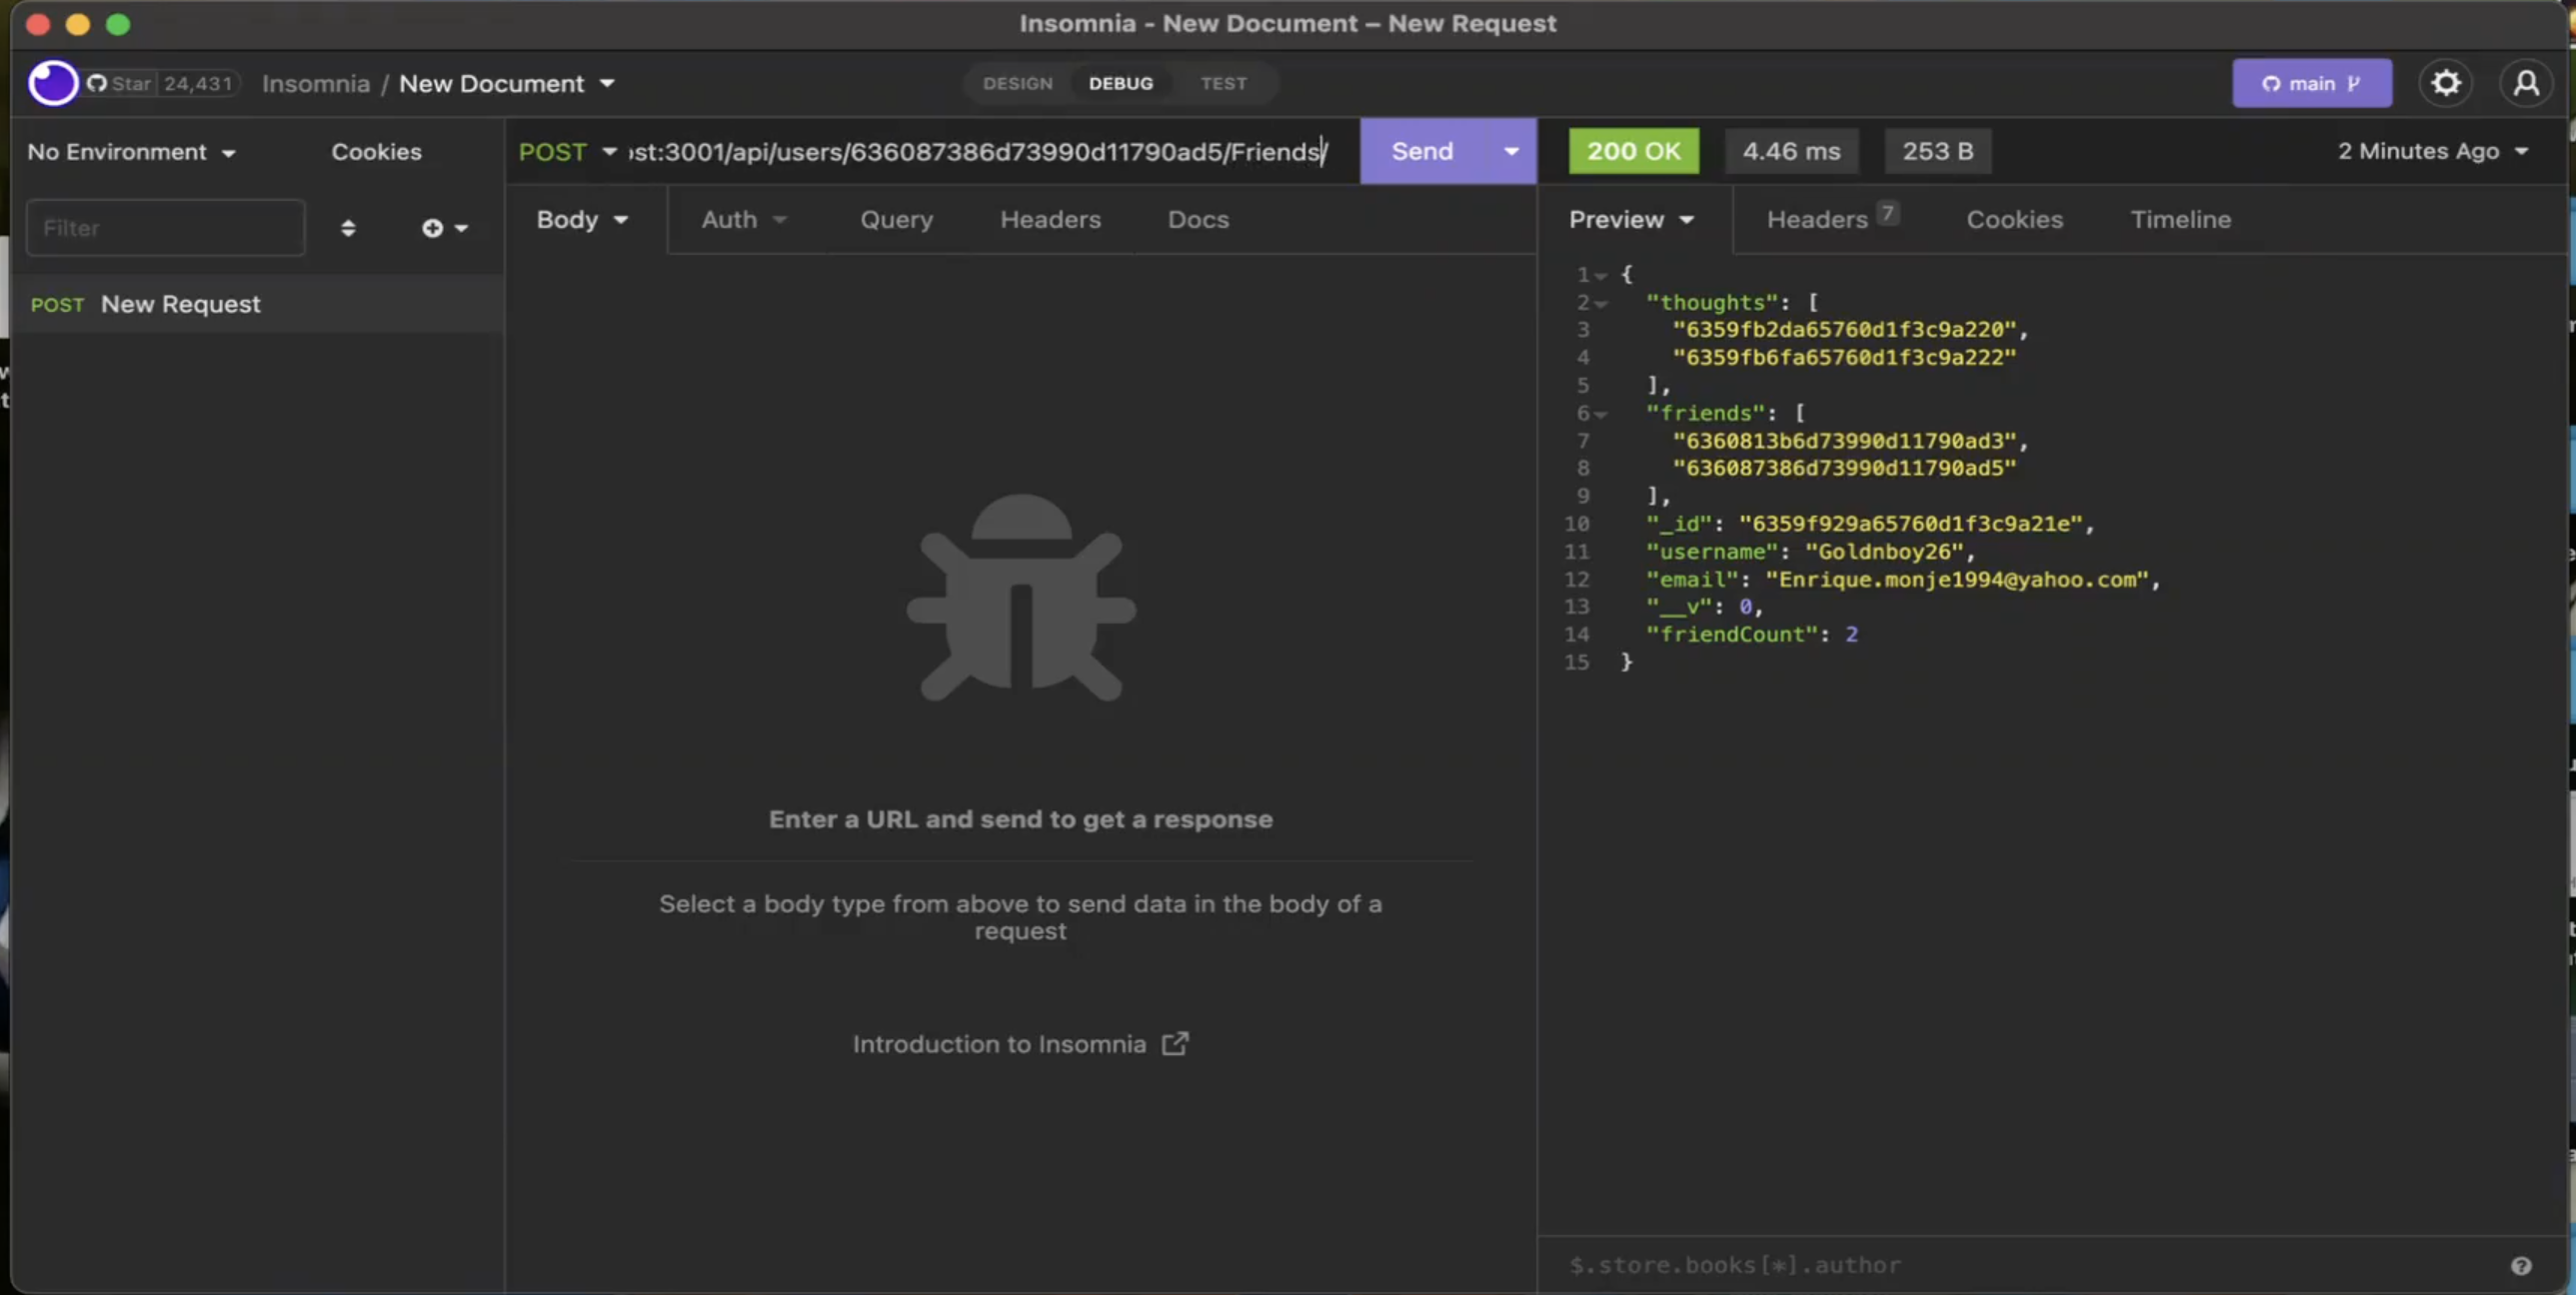 Insomnia - New Document – New Request
Star 24,431 Insomnia / New Document DESIGN DEBUG TEST main
No Environment Cookies
Filter
POST New Request
POST ost:3001/api/users/636087386d73990d11790ad5/Friends/ Send
Body Auth Query Headers Docs
Enter a URL and send to get a response
Select a body type from above to send data in the body of a
request
Introduction to Insomnia
200 OK 4.46 ms 253 B 2 Minutes Ago
Preview Headers 7 Cookies Timeline
1 {
2 "thoughts": [
3 "6359fb2da65760d1f3c9a220",
4 "6359fb6fa65760d1f3c9a222"
5 ],
6 "friends": [
7 "6360813b6d73990d11790ad3",
8 "636087386d73990d11790ad5"
9 ],
10 "_id": "6359f929a65760d1f3c9a21e",
11 "username": "Goldnboy26",
12 "email": "Enrique.monje1994@yahoo.com",
13 "__v": 0,
14 "friendCount": 2
15 }
$.store.books[*].author